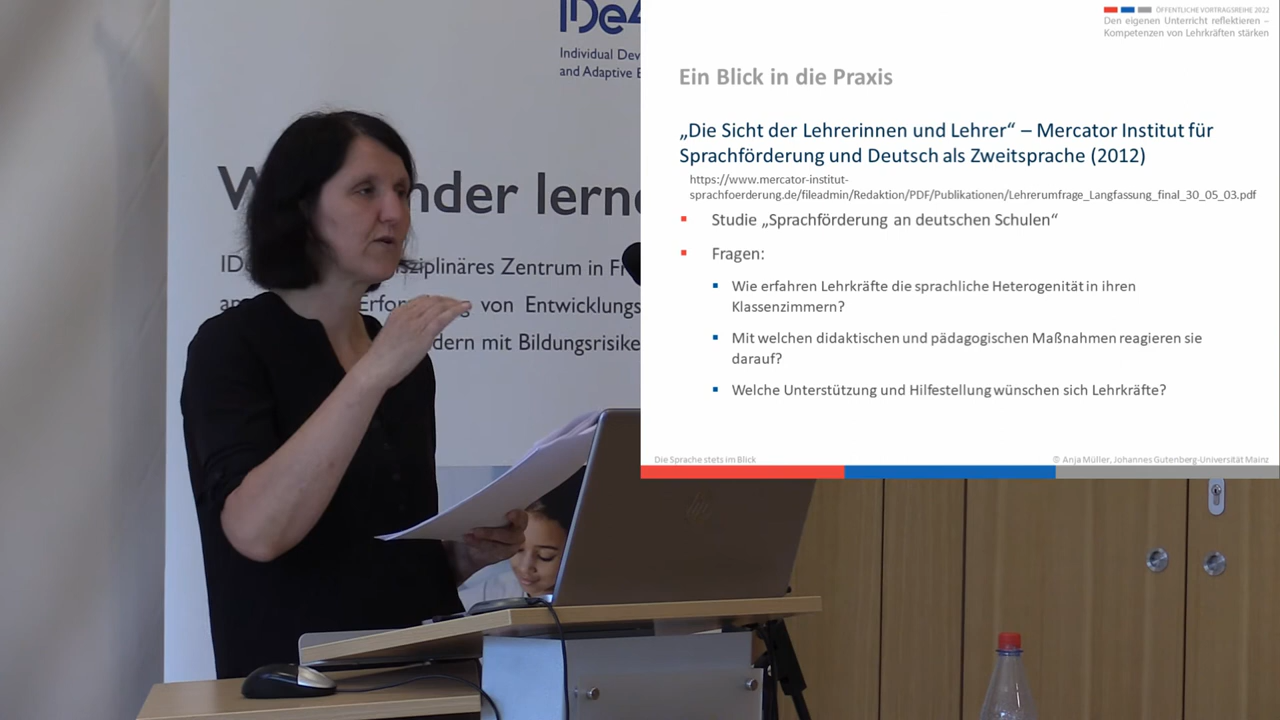 IDe
Individual Dev
and Adaptive E
W nder lern
IDe sziplinäres Zentrum in Fr
Erfor von Entwicklungs
dern mit Bildungsrisike
ÖFFENTLICHE VORTRAGSREIHE 2022
Den eigenen Unterricht reflektieren –
Kompetenzen von Lehrkräften stärken
Ein Blick in die Praxis
„Die Sicht der Lehrerinnen und Lehrer“ – Mercator Institut für
Sprachförderung und Deutsch als Zweitsprache (2012)
https://www.mercator-institut-
sprachfoerderung.de/fileadmin/Redaktion/PDF/Publikationen/Lehrerumfrage_Langfassung_final_30_05_03.pdf
Studie „Sprachförderung an deutschen Schulen“
Fragen:
Wie erfahren Lehrkräfte die sprachliche Heterogenität in ihren
Klassenzimmern?
Mit welchen didaktischen und pädagogischen Maßnahmen reagieren sie
darauf?
Welche Unterstützung und Hilfestellung wünschen sich Lehrkräfte?
Die Sprache stets im Blick
© Anja Müller, Johannes Gutenberg-Universität Mainz